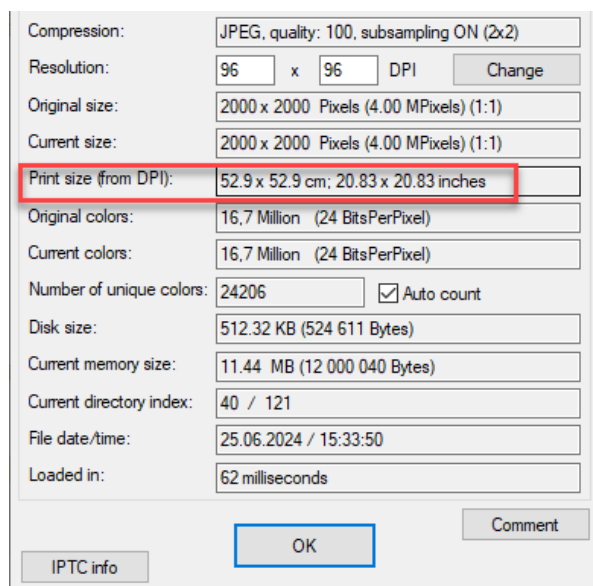 Compression: JPEG, quality: 100, subsampling ON (2x2)
Resolution: 96 x 96 DPI Change
Original size: 2000 x 2000 Pixels (4.00 MPixels) (1:1)
Current size: 2000 x 2000 Pixels (4.00 MPixels) (1:1)
Print size (from DPI): 52.9 x 52.9 cm; 20.83 x 20.83 inches
Original colors: 16,7 Million (24 BitsPerPixel)
Current colors: 16,7 Million (24 BitsPerPixel)
Number of unique colors: 24206 Auto count
Disk size: 512.32 KB (524 611 Bytes)
Current memory size: 11.44 MB (12 000 040 Bytes)
Current directory index: 40 / 121
File date/time: 25.06.2024 / 15:33:50
Loaded in: 62 milliseconds
Comment
OK
IPTC info